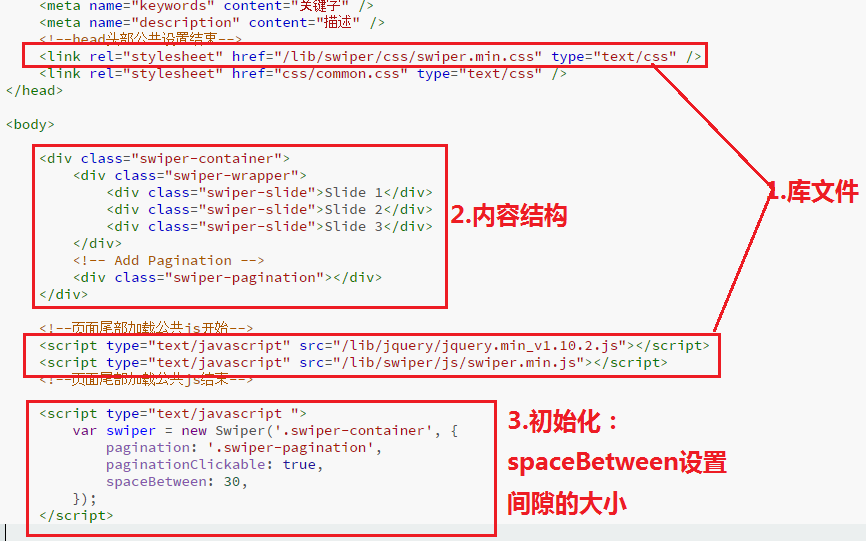 <meta name="keywords" content="关键字" />
<meta name="description" content="描述" />
<!--head头部公共设置结束-->
<link rel="stylesheet" href="/lib/swiper/css/swiper.min.css" type="text/css" />
<link rel="stylesheet" href="css/common.css" type="text/css" />
</head>
<body>
<div class="swiper-container">
<div class="swiper-wrapper">
<div class="swiper-slide">Slide 1</div>
<div class="swiper-slide">Slide 2</div>
<div class="swiper-slide">Slide 3</div>
</div>
<!-- Add Pagination -->
<div class="swiper-pagination"></div>
</div>
1.库文件
2.内容结构
<!--页面尾部加载公共js开始-->
<script type="text/javascript" src="/lib/jquery/jquery.min_v1.10.2.js"></script>
<script type="text/javascript" src="/lib/swiper/js/swiper.min.js"></script>
<!--页面尾部加载公共js结束-->
<script type="text/javascript ">
var swiper = new Swiper('.swiper-container', {
pagination: '.swiper-pagination',
paginationClickable: true,
spaceBetween: 30,
});
</script>
3.初始化：
spaceBetween设置
间隙的大小